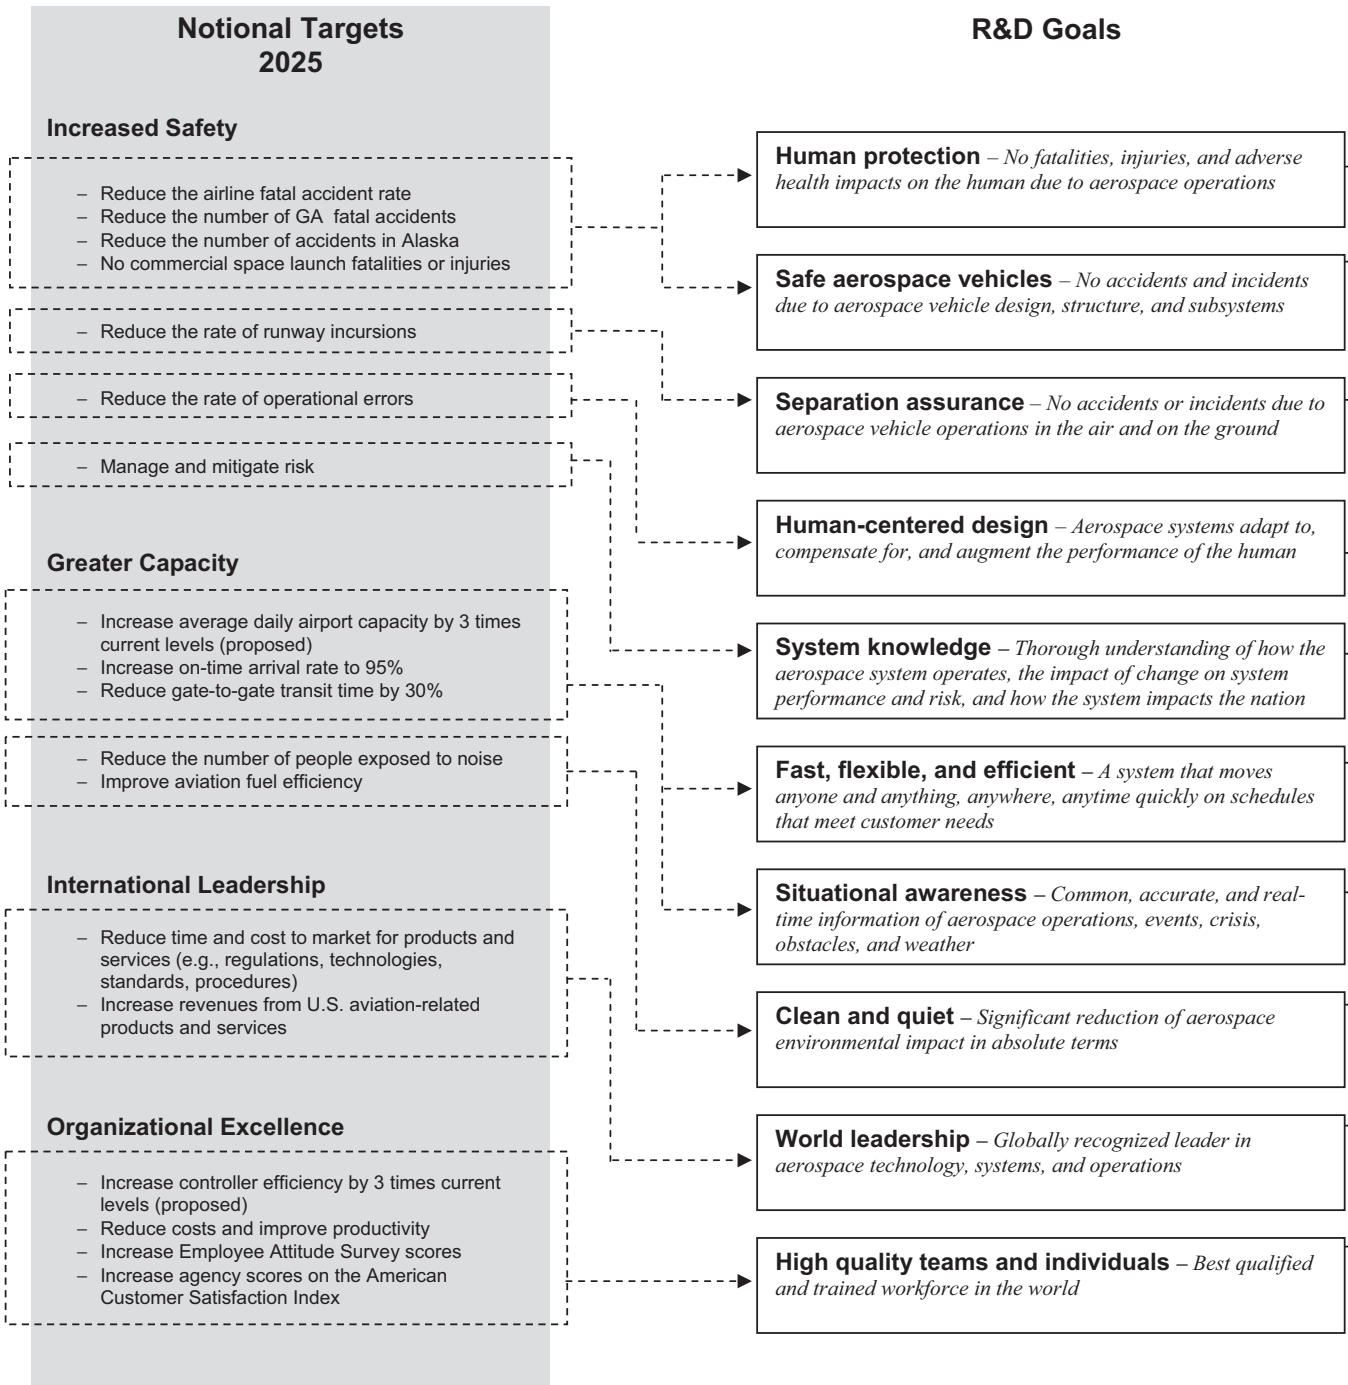 Notional Targets
2025
Increased Safety
– Reduce the airline fatal accident rate
– Reduce the number of GA fatal accidents
– Reduce the number of accidents in Alaska
– No commercial space launch fatalities or injuries
– Reduce the rate of runway incursions
– Reduce the rate of operational errors
– Manage and mitigate risk
Greater Capacity
– Increase average daily airport capacity by 3 times
current levels (proposed)
– Increase on-time arrival rate to 95%
– Reduce gate-to-gate transit time by 30%
– Reduce the number of people exposed to noise
– Improve aviation fuel efficiency
International Leadership
– Reduce time and cost to market for products and
services (e.g., regulations, technologies,
standards, procedures)
– Increase revenues from U.S. aviation-related
products and services
Organizational Excellence
– Increase controller efficiency by 3 times current
levels (proposed)
– Reduce costs and improve productivity
– Increase Employee Attitude Survey scores
– Increase agency scores on the American
Customer Satisfaction Index
R&D Goals
Human protection – No fatalities, injuries, and adverse
health impacts on the human due to aerospace operations
Safe aerospace vehicles – No accidents and incidents
due to aerospace vehicle design, structure, and subsystems
Separation assurance – No accidents or incidents due to
aerospace vehicle operations in the air and on the ground
Human-centered design – Aerospace systems adapt to,
compensate for, and augment the performance of the human
System knowledge – Thorough understanding of how the
aerospace system operates, the impact of change on system
performance and risk, and how the system impacts the nation
Fast, flexible, and efficient – A system that moves
anyone and anything, anywhere, anytime quickly on schedules
that meet customer needs
Situational awareness – Common, accurate, and real-
time information of aerospace operations, events, crisis,
obstacles, and weather
Clean and quiet – Significant reduction of aerospace
environmental impact in absolute terms
World leadership – Globally recognized leader in
aerospace technology, systems, and operations
High quality teams and individuals – Best qualified
and trained workforce in the world